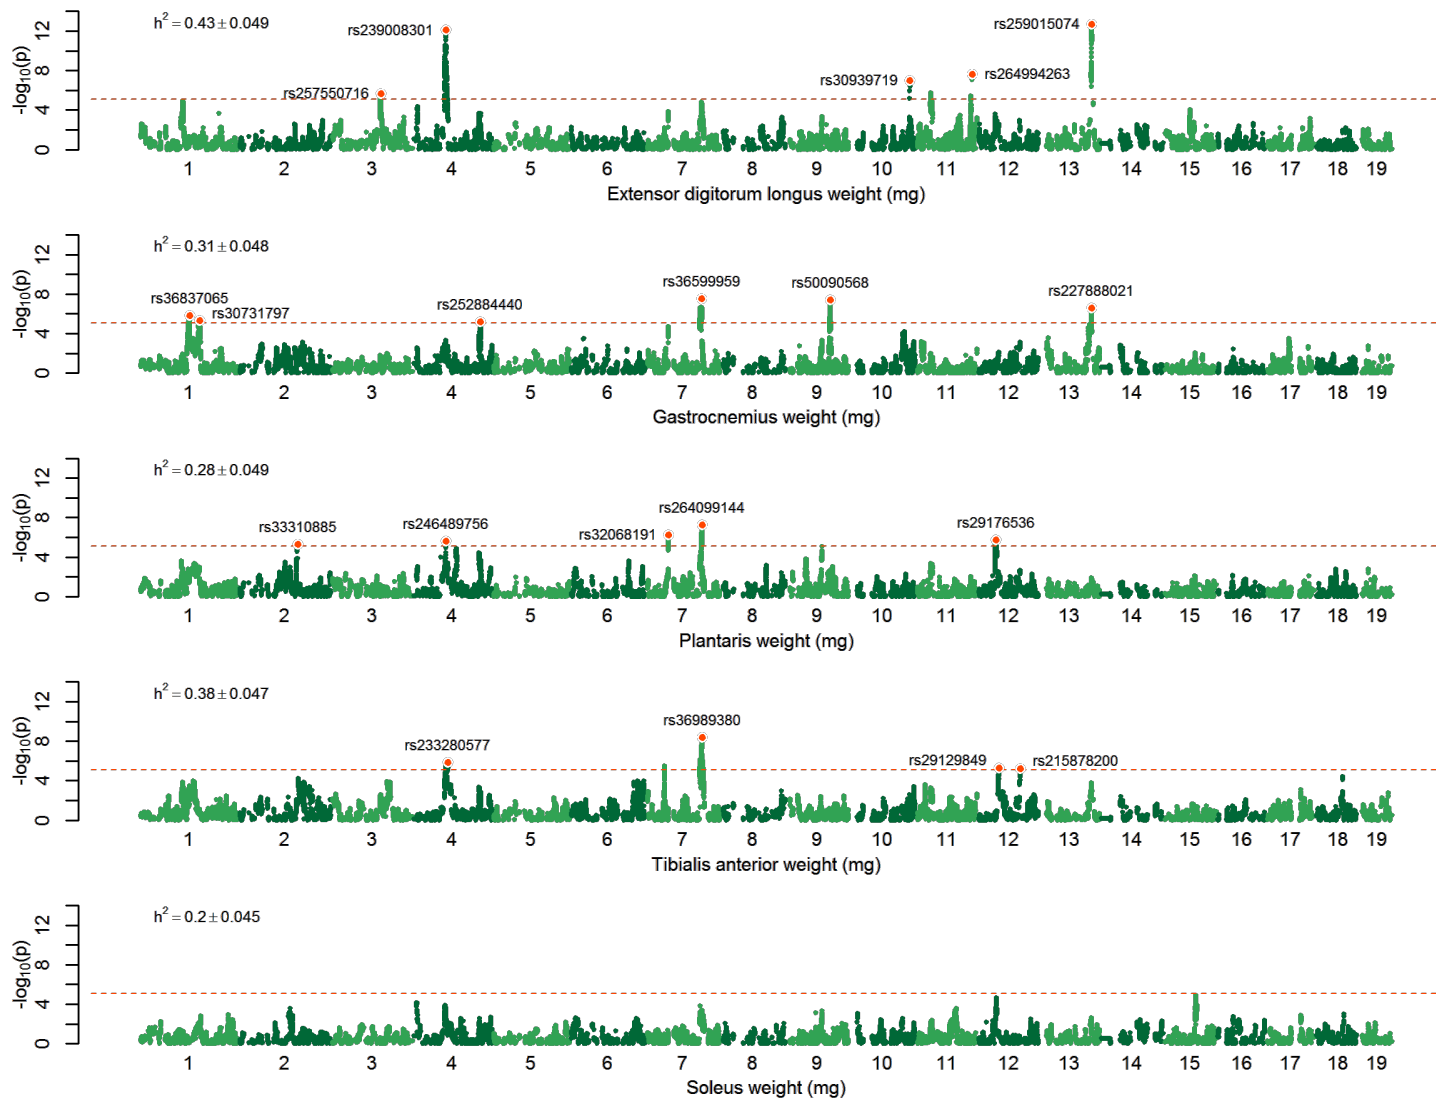 h² = 0.43 ± 0.049
rs239008301
rs259015074
rs257550716
rs30939719
rs264994263
-log₁₀(p)
0 4 8 12
1 2 3 4 5 6 7 8 9 10 11 12 13 14 15 16 17 18 19
Extensor digitorum longus weight (mg)
h² = 0.31 ± 0.048
rs36837065
rs30731797
rs252884440
rs36599959
rs50090568
rs227888021
-log₁₀(p)
0 4 8 12
1 2 3 4 5 6 7 8 9 10 11 12 13 14 15 16 17 18 19
Gastrocnemius weight (mg)
h² = 0.28 ± 0.049
rs33310885
rs246489756
rs32068191
rs264099144
rs29176536
-log₁₀(p)
0 4 8 12
1 2 3 4 5 6 7 8 9 10 11 12 13 14 15 16 17 18 19
Plantaris weight (mg)
h² = 0.38 ± 0.047
rs233280577
rs36989380
rs29129849
rs215878200
-log₁₀(p)
0 4 8 12
1 2 3 4 5 6 7 8 9 10 11 12 13 14 15 16 17 18 19
Tibialis anterior weight (mg)
h² = 0.2 ± 0.045
-log₁₀(p)
0 4 8 12
1 2 3 4 5 6 7 8 9 10 11 12 13 14 15 16 17 18 19
Soleus weight (mg)